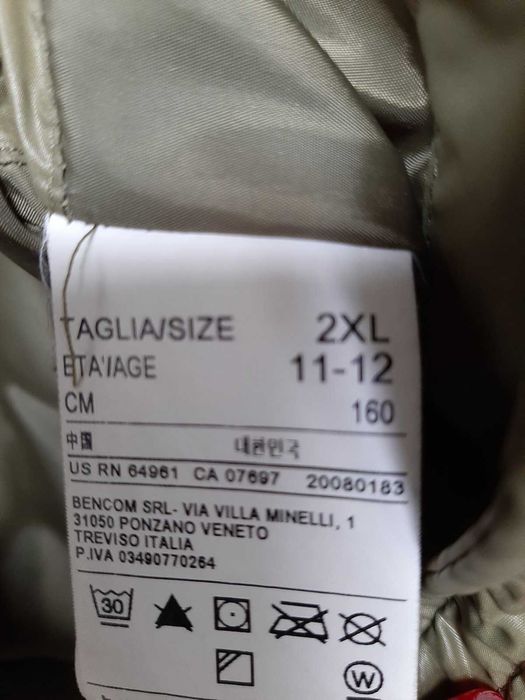 TAGLIA/SIZE 2XL
ETA'/AGE 11-12
CM 160
中国 대한민국
US RN 64961 CA 07697 20080183
BENCOM SRL- VIA VILLA MINELLI, 1
31050 PONZANO VENETO
TREVISO ITALIA
P.IVA 03490770264
30
W